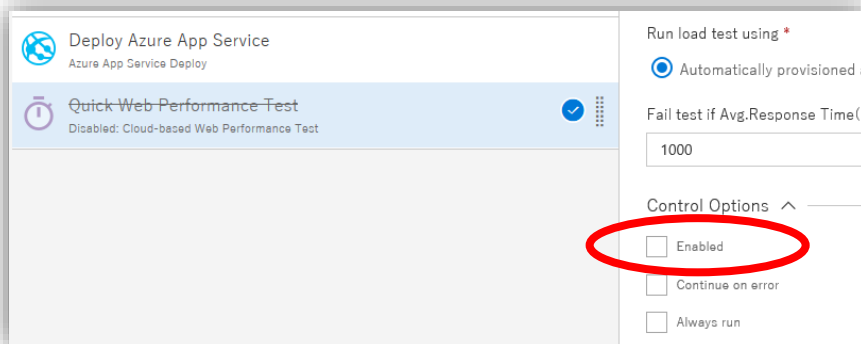 Deploy Azure App Service
Azure App Service Deploy
Quick Web Performance Test
Disabled: Cloud-based Web Performance Test
Run load test using *
Automatically provisioned
Fail test if Avg.Response Time(
1000
Control Options
Enabled
Continue on error
Always run